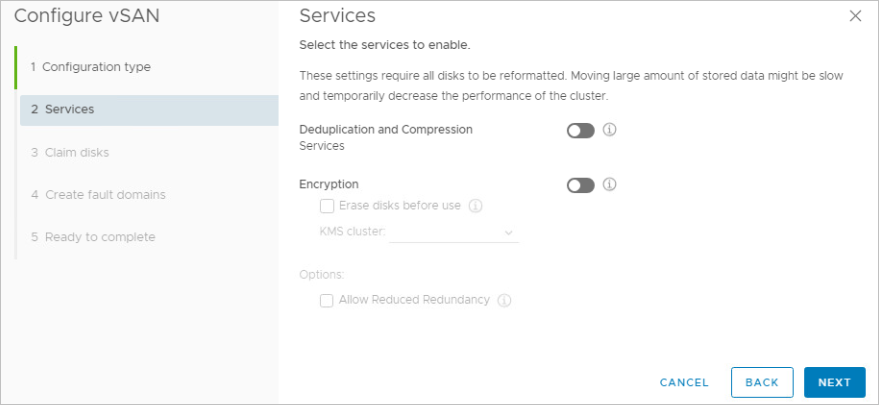 Configure vSAN
1 Configuration type
2 Services
3 Claim disks
4 Create fault domains
5 Ready to complete
Services
Select the services to enable.
These settings require all disks to be reformatted. Moving large amount of stored data might be slow
and temporarily decrease the performance of the cluster.
Deduplication and Compression
Services
Encryption
Erase disks before use
KMS cluster:
Options:
Allow Reduced Redundancy
CANCEL
BACK
NEXT